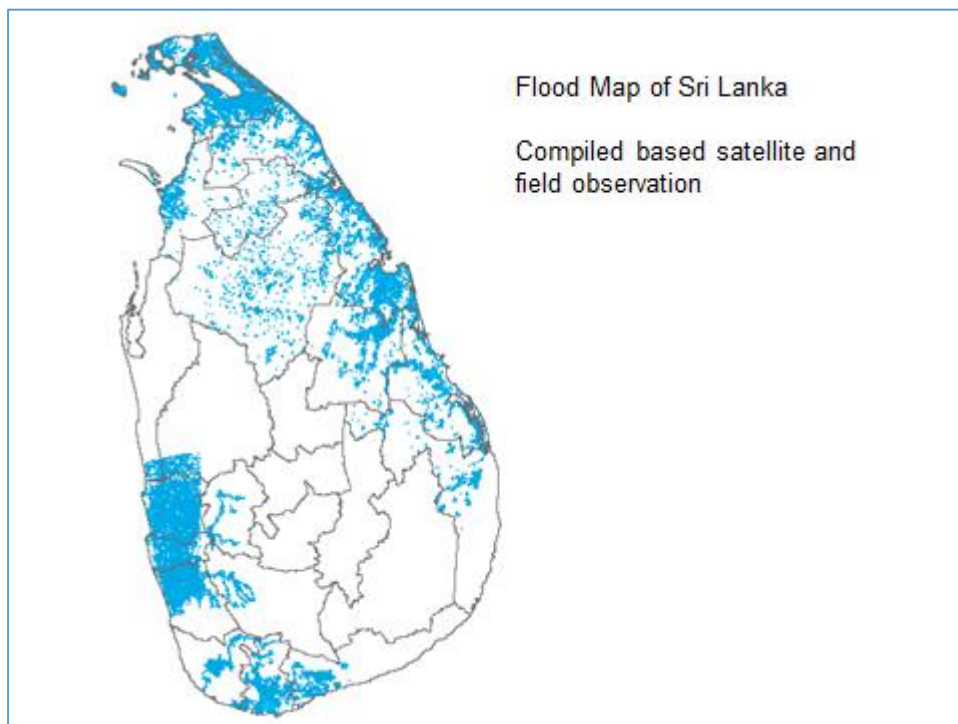 Flood Map of Sri Lanka
Compiled based satellite and
field observation